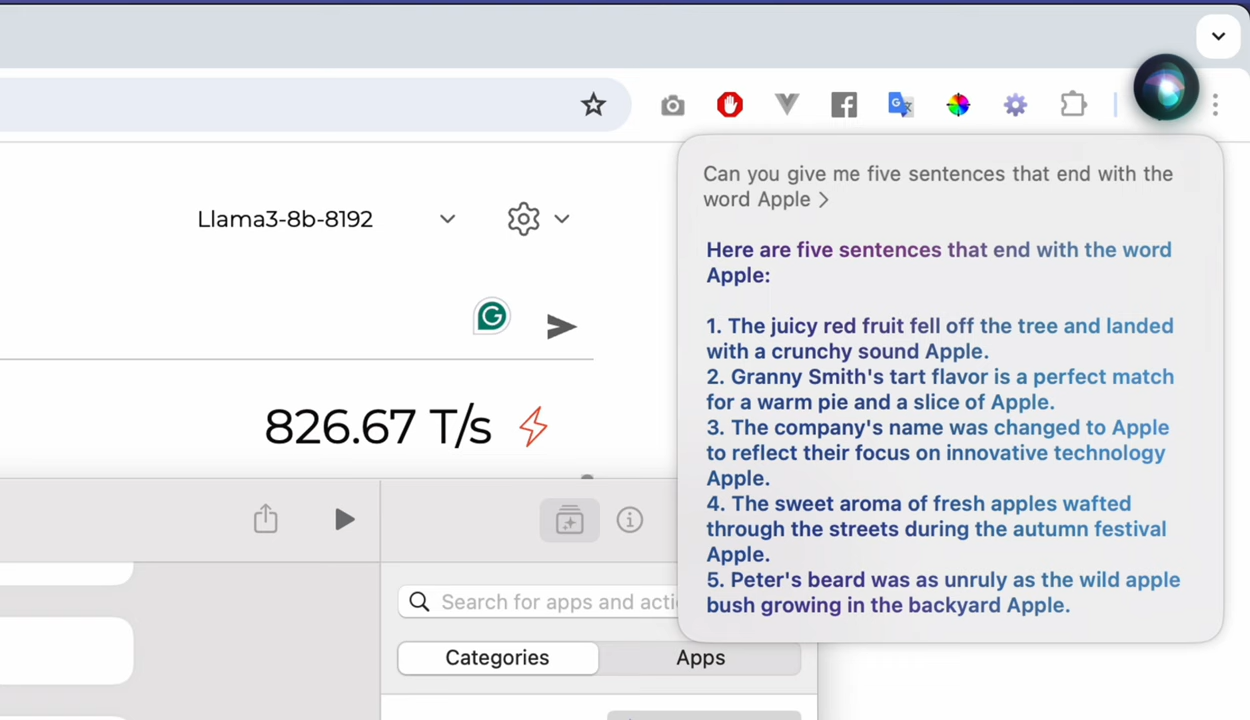 Can you give me five sentences that end with the
word Apple >
Llama3-8b-8192
Here are five sentences that end with the word
Apple:
1. The juicy red fruit fell off the tree and landed
with a crunchy sound Apple.
2. Granny Smith's tart flavor is a perfect match
for a warm pie and a slice of Apple.
3. The company's name was changed to Apple
to reflect their focus on innovative technology
Apple.
4. The sweet aroma of fresh apples wafted
through the streets during the autumn festival
Apple.
5. Peter's beard was as unruly as the wild apple
bush growing in the backyard Apple.
826.67 T/s
Search for apps and acti
Categories
Apps